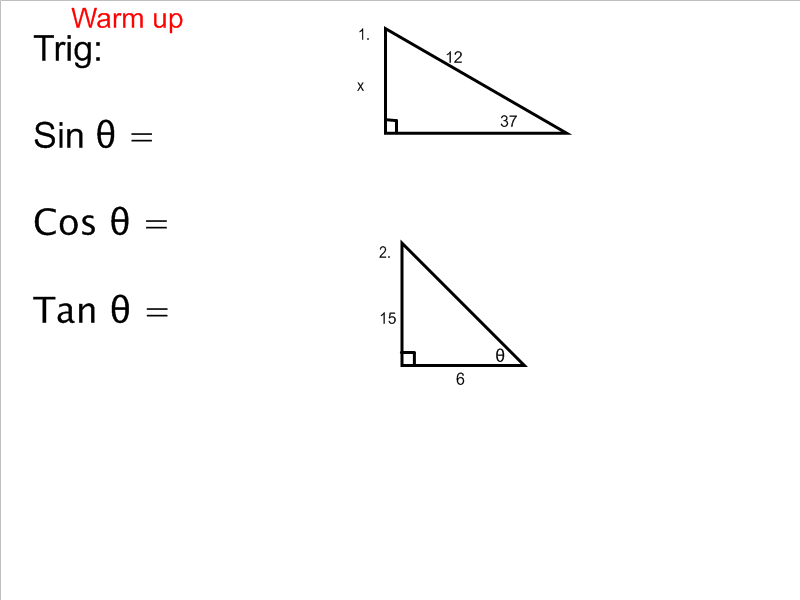 Warm up
Trig:
Sin θ =
Cos θ =
Tan θ =
1.
12
x
37
2.
15
θ
6